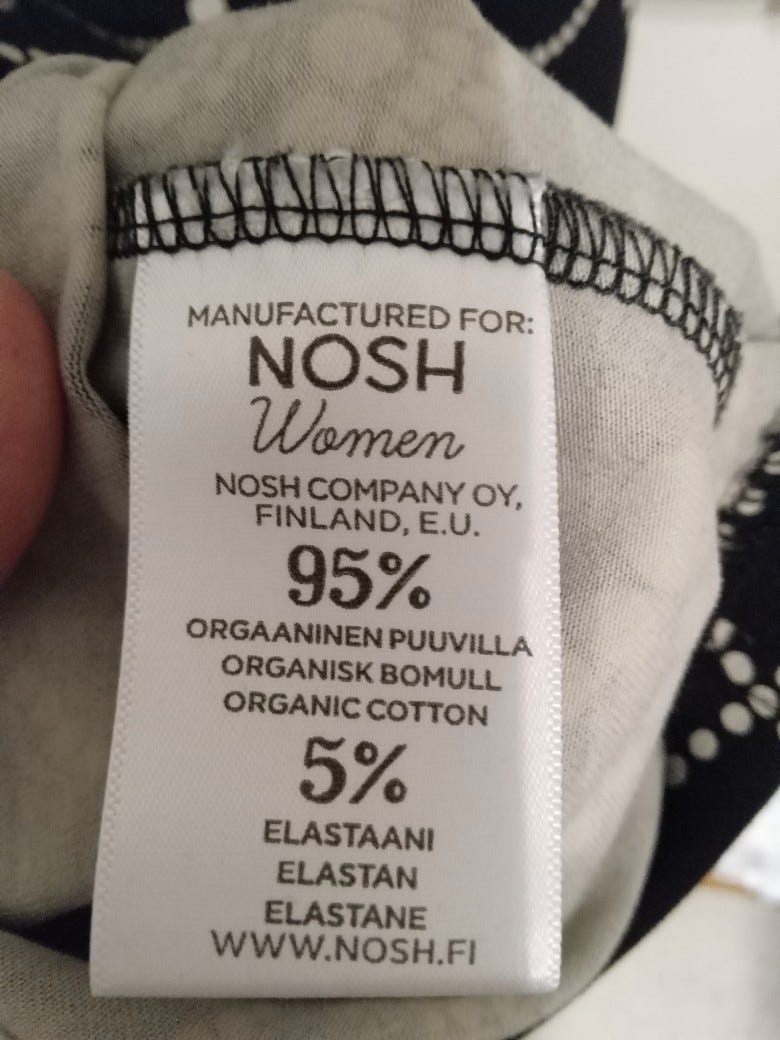 MANUFACTURED FOR:
NOSH
Women
NOSH COMPANY OY,
FINLAND, E.U.
95%
ORGAANINEN PUUVILLA
ORGANISK BOMULL
ORGANIC COTTON
5%
ELASTAANI
ELASTAN
ELASTANE
WWW.NOSH.FI